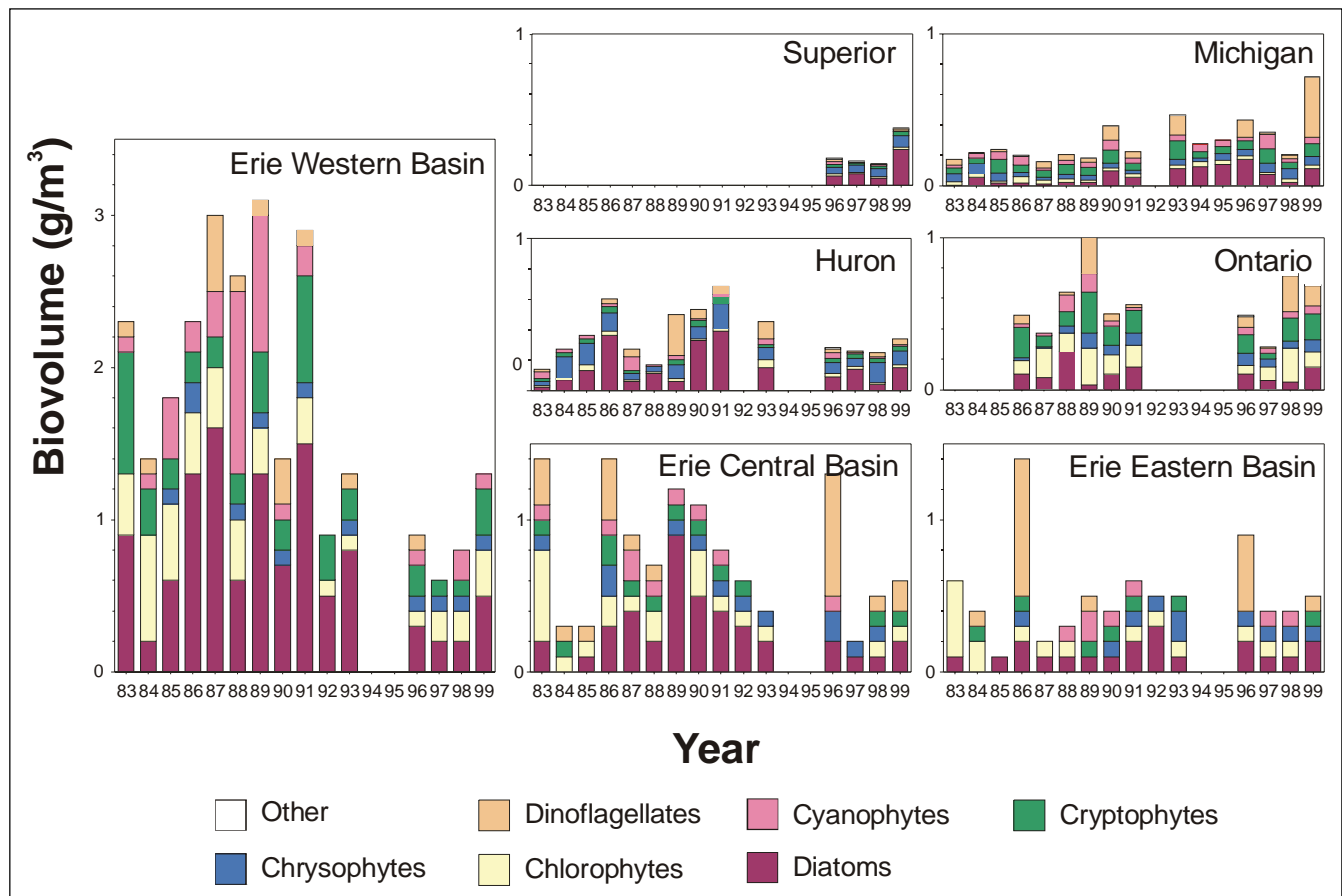 Superior
1
0
83 84 85 86 87 88 89 90 91 92 93 94 95 96 97 98 99
Michigan
1
0
83 84 85 86 87 88 89 90 91 92 93 94 95 96 97 98 99
Erie Western Basin
Biovolume (g/m³)
3
2
1
0
83 84 85 86 87 88 89 90 91 92 93 94 95 96 97 98 99
Huron
1
0
83 84 85 86 87 88 89 90 91 92 93 94 95 96 97 98 99
Ontario
1
0
83 84 85 86 87 88 89 90 91 92 93 94 95 96 97 98 99
Erie Central Basin
1
0
83 84 85 86 87 88 89 90 91 92 93 94 95 96 97 98 99
Erie Eastern Basin
1
0
83 84 85 86 87 88 89 90 91 92 93 94 95 96 97 98 99
Year
Other Dinoflagellates Cyanophytes Cryptophytes
Chrysophytes Chlorophytes Diatoms